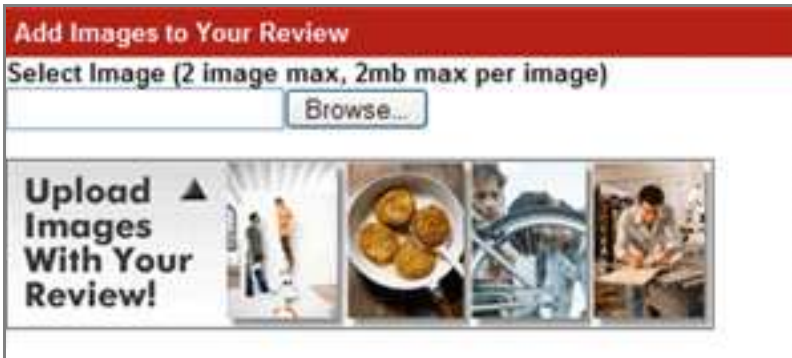 Add Images to Your Review
Select Image (2 image max, 2mb max per image)
Browse...
Upload
Images
With Your
Review!